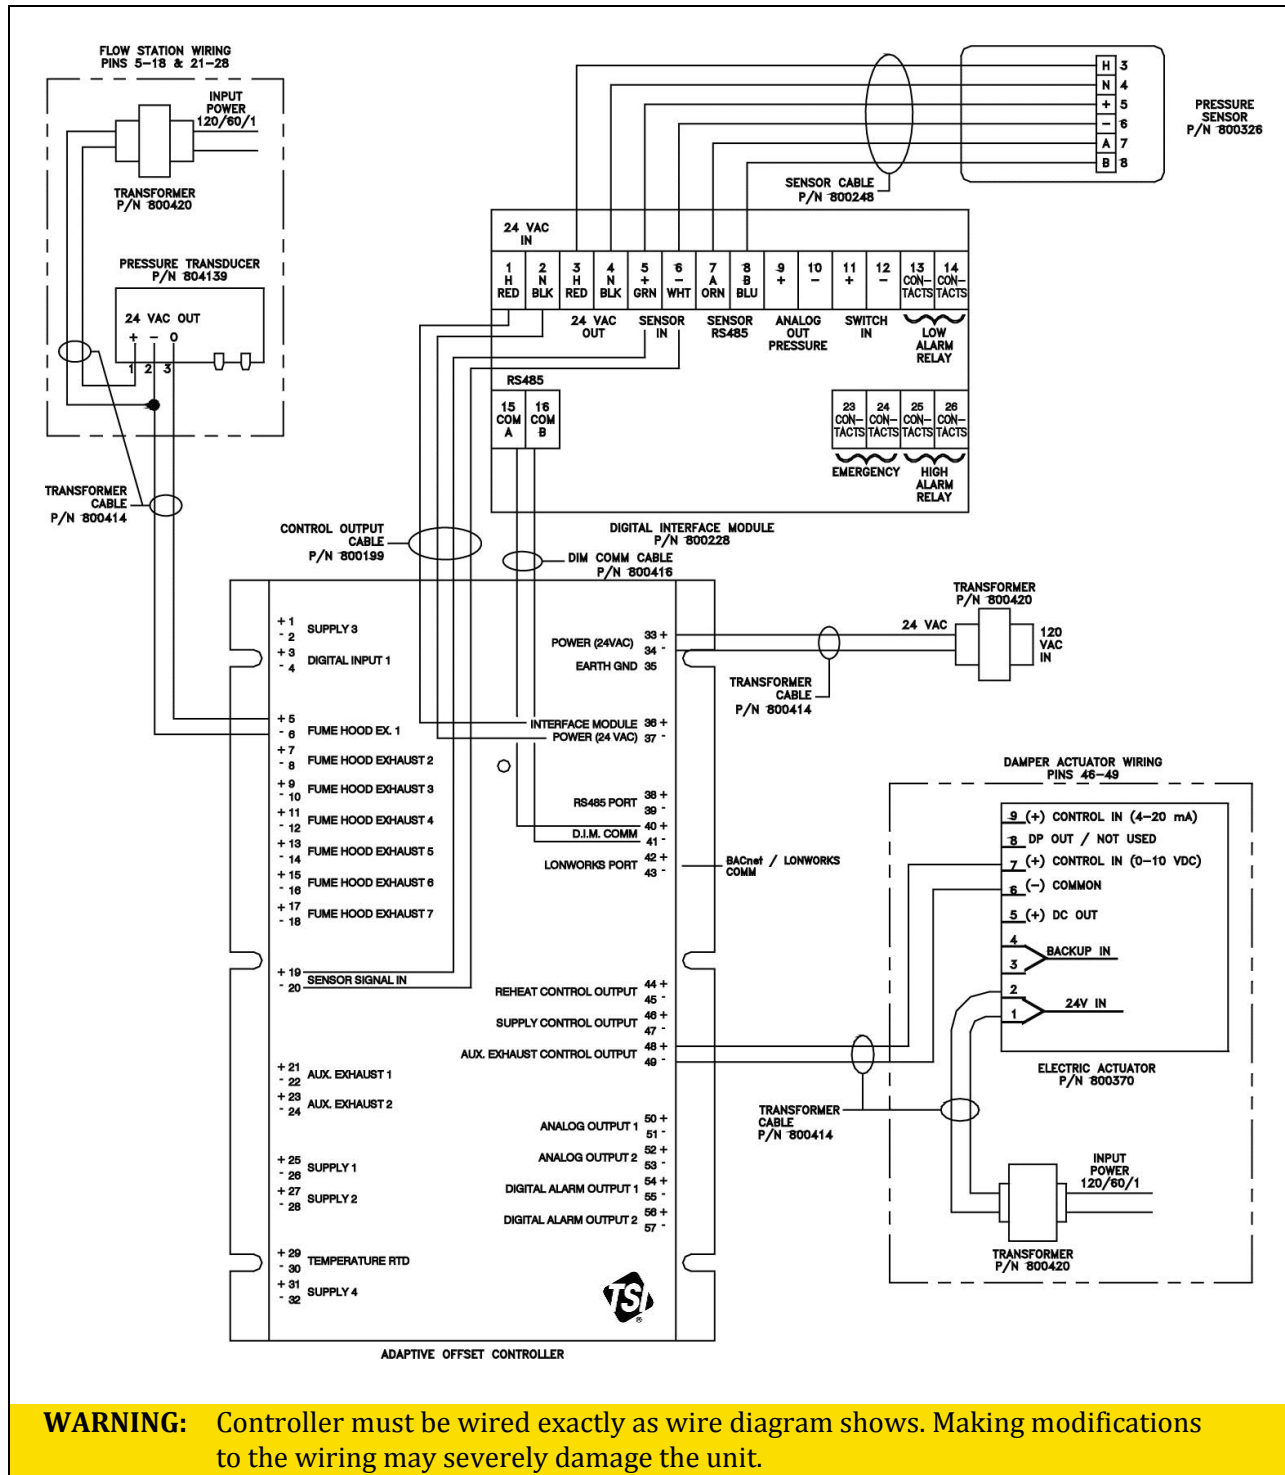 FLOW STATION WIRING
PINS 5-18 & 21-28
INPUT
POWER
120/60/1
TRANSFORMER
P/N 800420
PRESSURE TRANSDUCER
P/N 804139
24 VAC OUT
+ - O
1 2 3
TRANSFORMER
CABLE
P/N 800414
H 3
N 4
+ 5
- 6
A 7
B 8
PRESSURE
SENSOR
P/N 800326
SENSOR CABLE
P/N 800248
24 VAC
IN
1 2 3 4 5 6 7 8 9 10 11 12 13 14
H N H N + - A B + - + - CON- CON-
RED BLK RED BLK GRN WHT ORN BLU TACTS TACTS
24 VAC
OUT
SENSOR
IN
SENSOR
RS485
ANALOG
OUT
PRESSURE
SWITCH
IN
LOW
ALARM
RELAY
RS485
15 16
COM COM
A B
23 24 25 26
CON- CON- CON- CON-
TACTS TACTS TACTS TACTS
EMERGENCY
HIGH
ALARM
RELAY
DIGITAL INTERFACE MODULE
P/N 800228
CONTROL OUTPUT
CABLE
P/N 800199
DIM COMM CABLE
P/N 800416
+ 1
- 2
SUPPLY 3
+ 3
- 4
DIGITAL INPUT 1
+ 5
- 6
FUME HOOD EX. 1
+ 7
- 8
FUME HOOD EXHAUST 2
+ 9
- 10
FUME HOOD EXHAUST 3
+ 11
- 12
FUME HOOD EXHAUST 4
+ 13
- 14
FUME HOOD EXHAUST 5
+ 15
- 16
FUME HOOD EXHAUST 6
+ 17
- 18
FUME HOOD EXHAUST 7
+ 19
- 20
SENSOR SIGNAL IN
+ 21
- 22
AUX. EXHAUST 1
+ 23
- 24
AUX. EXHAUST 2
+ 25
- 26
SUPPLY 1
+ 27
- 28
SUPPLY 2
+ 29
- 30
TEMPERATURE RTD
+ 31
- 32
SUPPLY 4
POWER (24VAC)
33 +
34 -
EARTH GND 35
INTERFACE MODULE 36 +
POWER (24 VAC) 37 -
RS485 PORT
38 +
39 -
D.I.M. COMM
40 +
41 -
LONWORKS PORT
42 +
43 -
BACnet / LONWORKS
COMM
REHEAT CONTROL OUTPUT
44 +
45 -
SUPPLY CONTROL OUTPUT
46 +
47 -
AUX. EXHAUST CONTROL OUTPUT
48 +
49 -
ANALOG OUTPUT 1
50 +
51 -
ANALOG OUTPUT 2
52 +
53 -
DIGITAL ALARM OUTPUT 1
54 +
55 -
DIGITAL ALARM OUTPUT 2
56 +
57 -
TSI
®
ADAPTIVE OFFSET CONTROLLER
TRANSFORMER
P/N 800420
24 VAC
120
VAC
IN
TRANSFORMER
CABLE
P/N 800414
DAMPER ACTUATOR WIRING
PINS 46-49
9 (+) CONTROL IN (4-20 mA)
8 DP OUT / NOT USED
7 (+) CONTROL IN (0-10 VDC)
6 (-) COMMON
5 (+) DC OUT
4
3
BACKUP IN
2
1
24V IN
ELECTRIC ACTUATOR
P/N 800370
TRANSFORMER
CABLE
P/N 800414
INPUT
POWER
120/60/1
TRANSFORMER
P/N 800420
WARNING: Controller must be wired exactly as wire diagram shows. Making modifications
to the wiring may severely damage the unit.